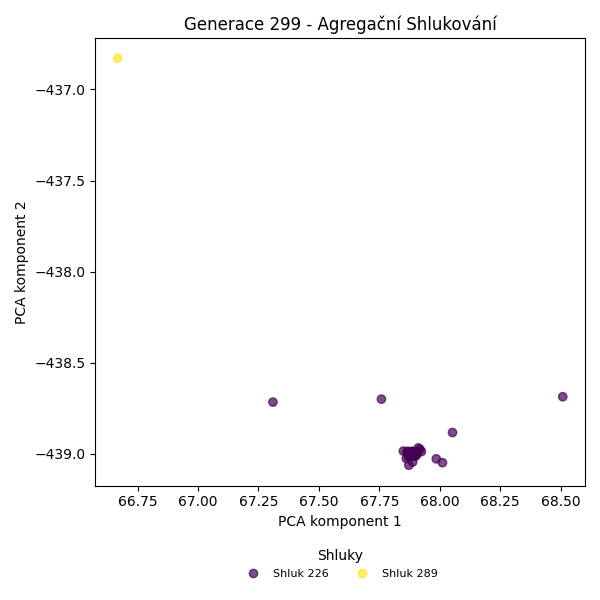 Generace 299 - Agregační Shlukování
PCA komponent 2
−437.0
−437.5
−438.0
−438.5
−439.0
66.75 67.00 67.25 67.50 67.75 68.00 68.25 68.50
PCA komponent 1
Shluky
Shluk 226 Shluk 289